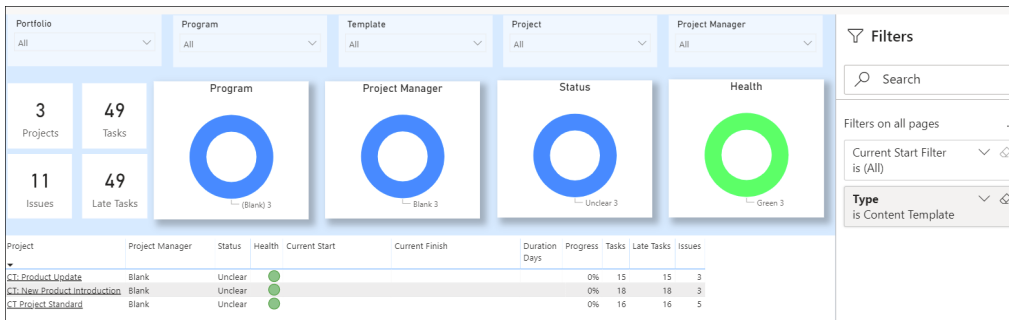 Portfolio
All
Program
All
Template
All
Project
All
Project Manager
All
3
Projects
49
Tasks
11
Issues
49
Late Tasks
Program
(Blank) 3
Project Manager
Blank 3
Status
Unclear 3
Health
Green 3
Project Project Manager Status Health Current Start Current Finish Duration Days Progress Tasks Late Tasks Issues
CT: Product Update Blank Unclear 0% 15 15 3
CT: New Product Introduction Blank Unclear 0% 18 18 3
CT Project Standard Blank Unclear 0% 16 16 5
Filters
Search
Filters on all pages
Current Start Filter
is (All)
Type
is Content Template